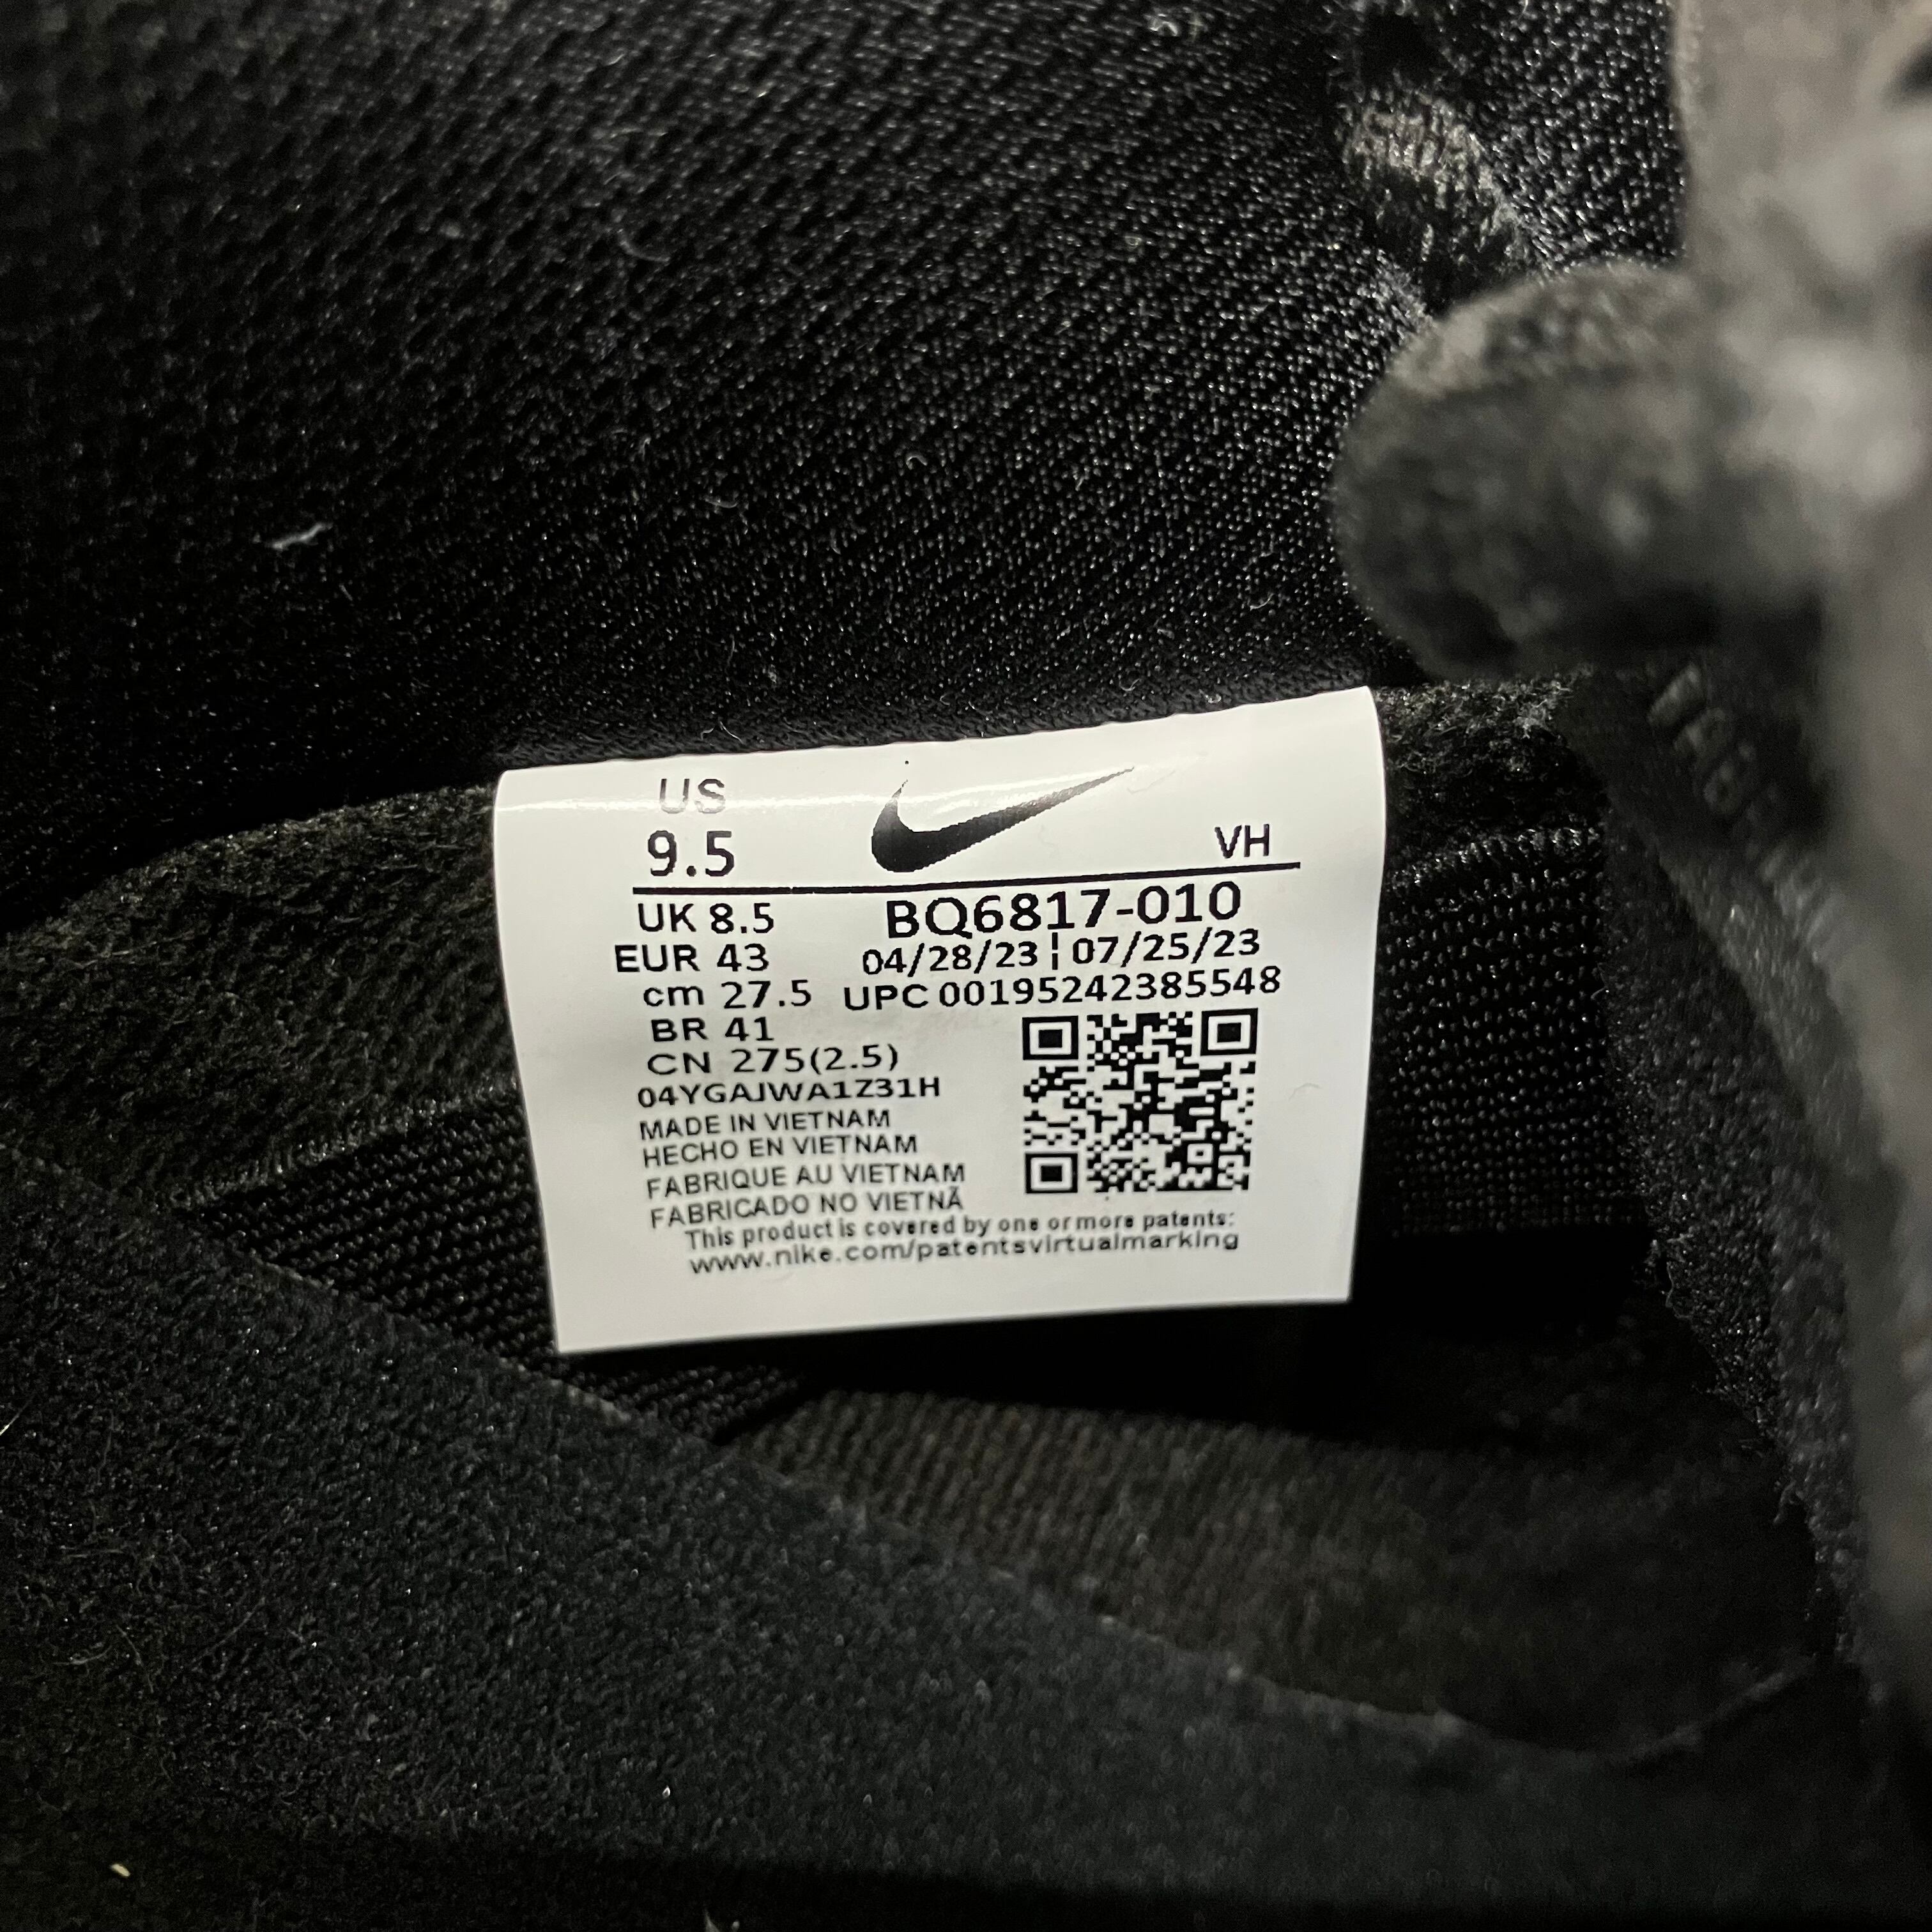 US
9.5 VH
UK 8.5 BQ6817-010
EUR 43 04/28/23 ¦ 07/25/23
cm 27.5 UPC 00195242385548
BR 41
CN 275(2.5)
04YGAJWA1Z31H
MADE IN VIETNAM
HECHO EN VIETNAM
FABRIQUE AU VIETNAM
FABRICADO NO VIETNÃ
This product is covered by one or more patents:
www.nike.com/patentsvirtualmarking